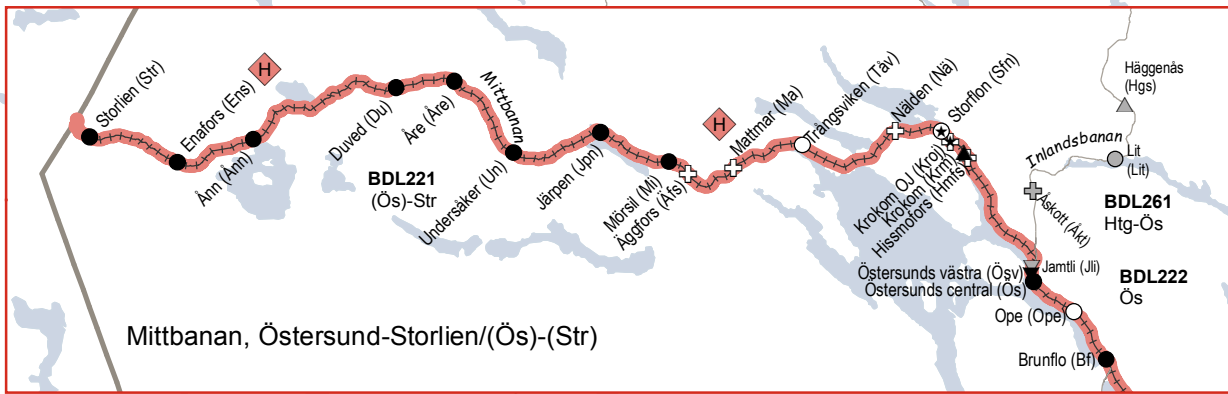 Storlien (Str)
Enafors (Ens)
H
Ånn (Ånn)
Duved (Du)
Åre (Åre)
Mittbanan
BDL221
(Ös)-Str
Undersåker (Un)
Järpen (Jpn)
Mörsil (Ml)
Äggfors (Äfs)
H
Mattmar (Ma)
Trångsviken (Tåv)
Nälden (Nä)
Storflon (Sfn)
Krokom OJ (Kroj)
Krokom (Krm)
Hissmofors (Hmfs)
Häggenås
(Hgs)
Inlandsbanan
Lit
(Lit)
Åskott (Åkt)
BDL261
Htg-Ös
Östersunds västra (Ösv)
Jamtli (Jli)
Östersunds central (Ös)
BDL222
Ös
Ope (Ope)
Brunflo (Bf)
Mittbanan, Östersund-Storlien/(Ös)-(Str)